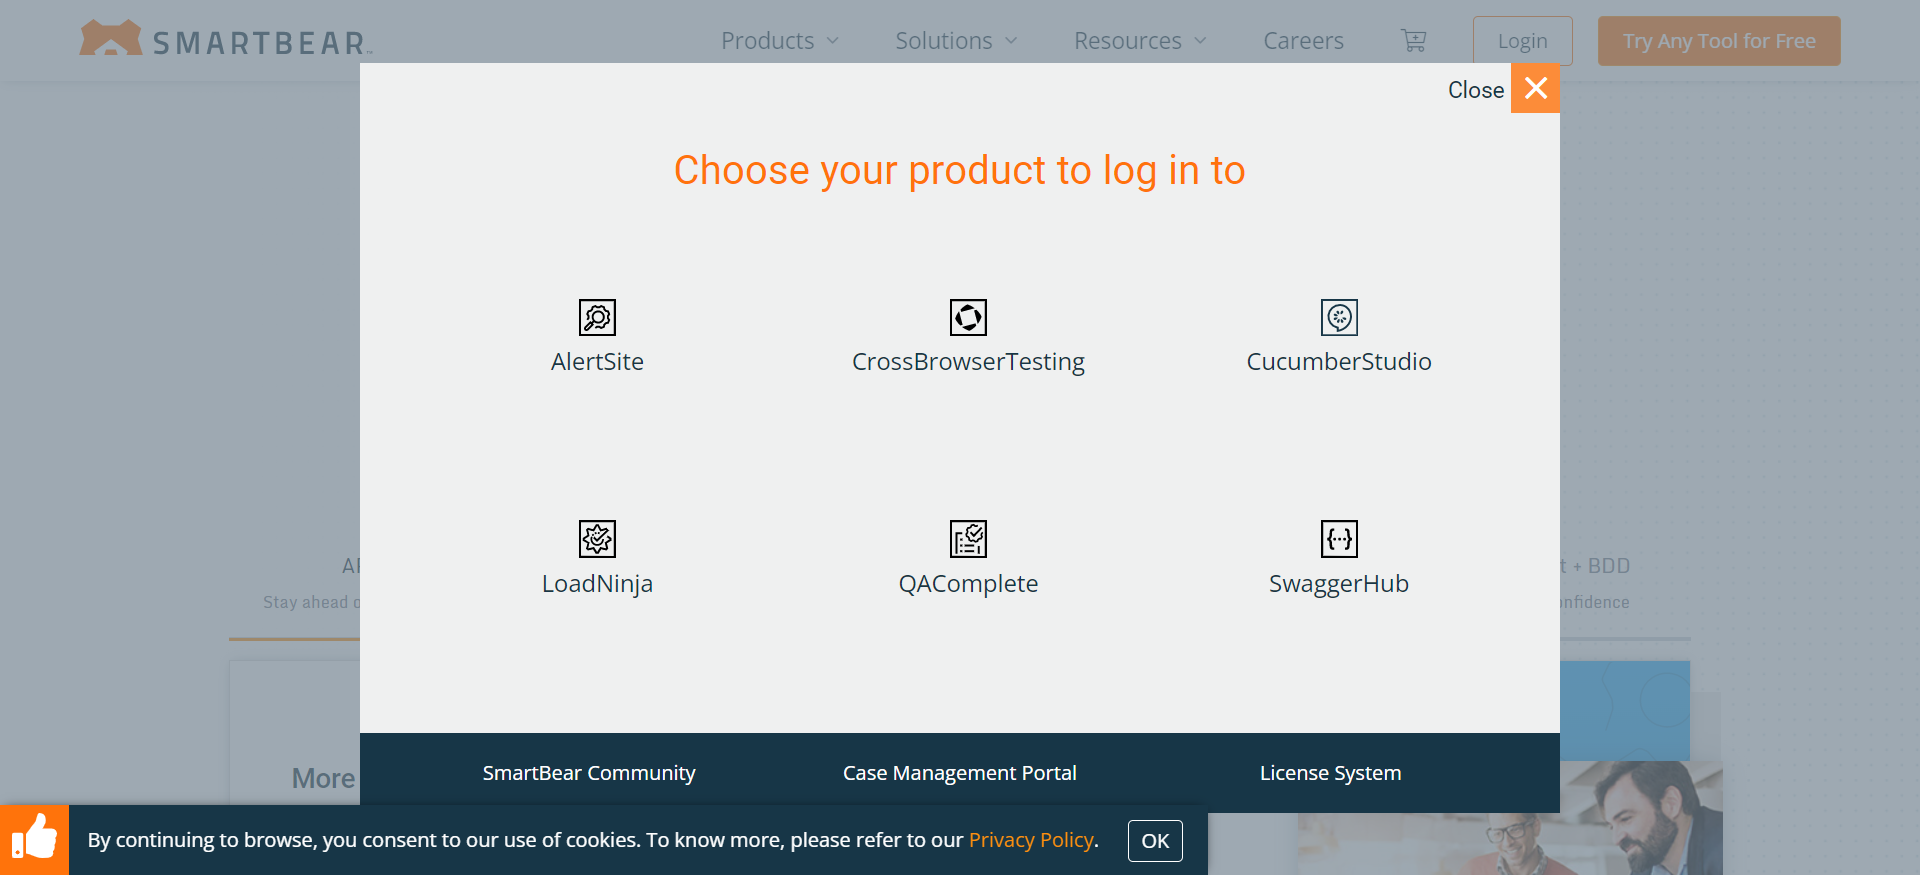 SMARTBEAR
Products
Solutions
Resources
Careers
Login
Try Any Tool for Free
Close
Choose your product to log in to
AlertSite
CrossBrowserTesting
CucumberStudio
LoadNinja
QAComplete
SwaggerHub
+ BDD
Stay ahead
More
SmartBear Community
Case Management Portal
License System
By continuing to browse, you consent to our use of cookies. To know more, please refer to our Privacy Policy.
OK